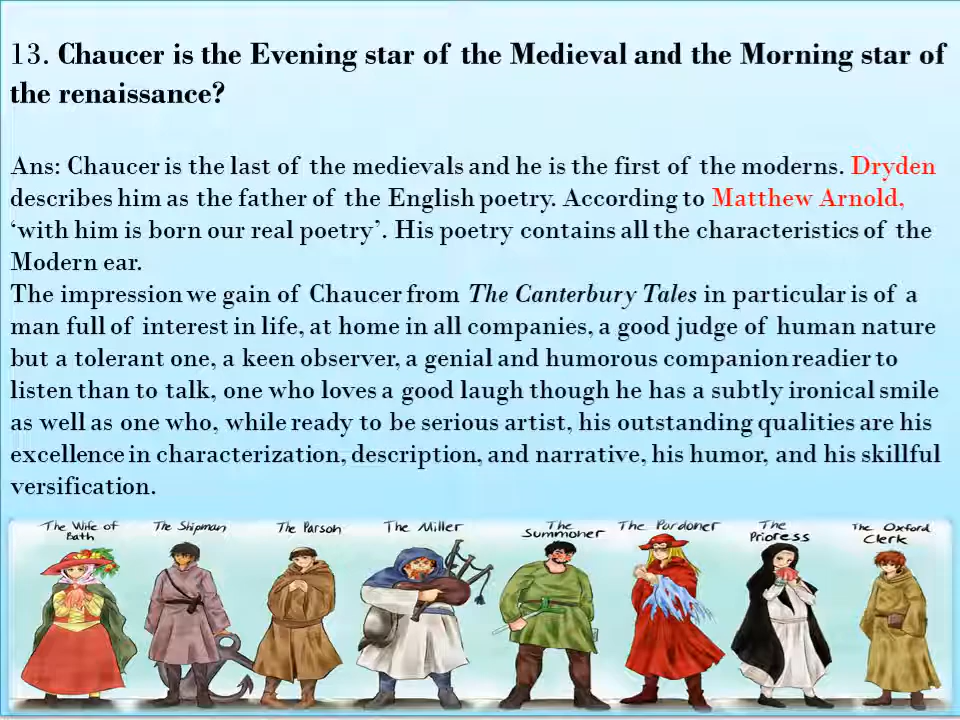 13. Chaucer is the Evening star of the Medieval and the Morning star of
the renaissance?
Ans: Chaucer is the last of the medievals and he is the first of the moderns. Dryden
describes him as the father of the English poetry. According to Matthew Arnold,
‘with him is born our real poetry’. His poetry contains all the characteristics of the
Modern ear.
The impression we gain of Chaucer from The Canterbury Tales in particular is of a
man full of interest in life, at home in all companies, a good judge of human nature
but a tolerant one, a keen observer, a genial and humorous companion readier to
listen than to talk, one who loves a good laugh though he has a subtly ironical smile
as well as one who, while ready to be serious artist, his outstanding qualities are his
excellence in characterization, description, and narrative, his humor, and his skillful
versification.
The Wife of
Bath
The Shipman
The Parson
The Miller
The
Summoner
The Pardoner
The
Prioress
The Oxford
Clerk